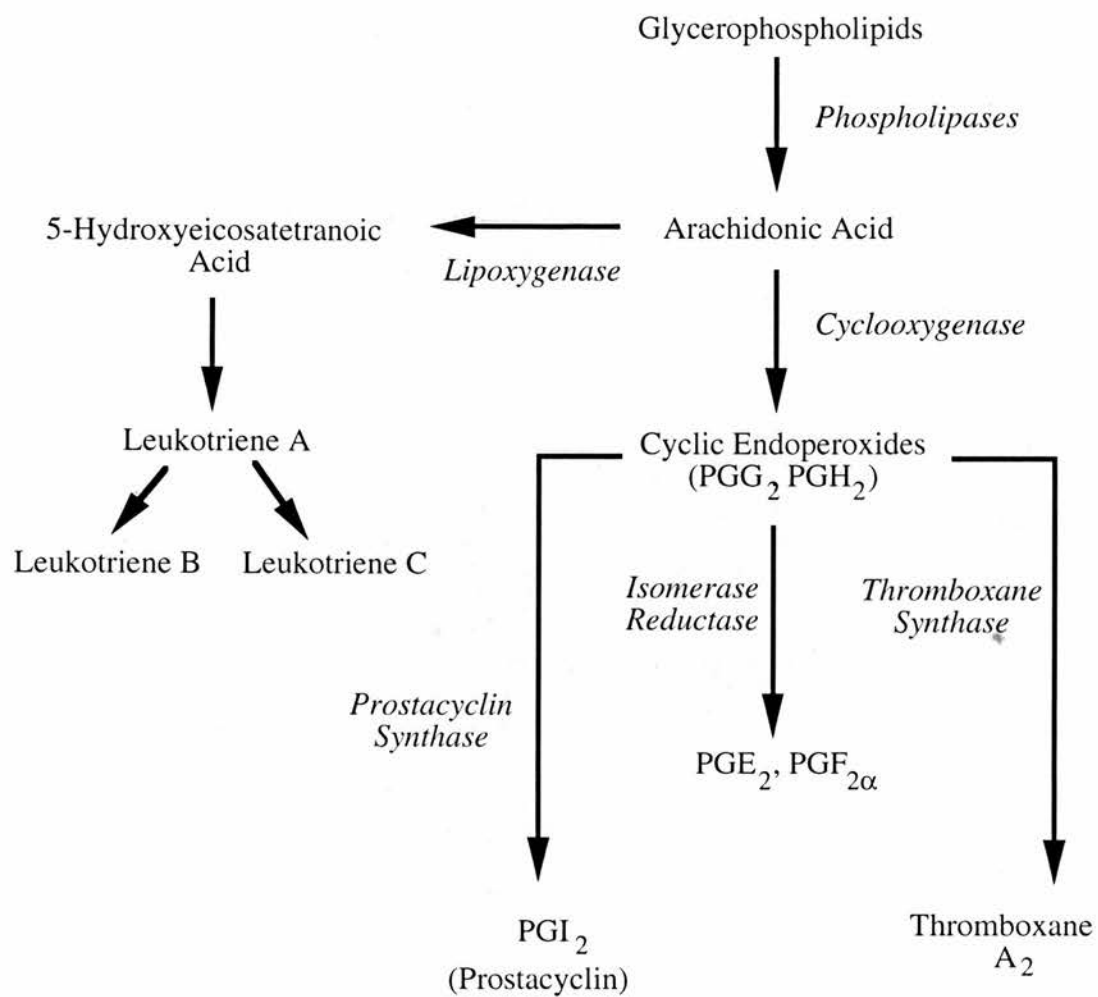 Glycerophospholipids
Phospholipases
5-Hydroxyeicosatetranoic
Acid
Arachidonic Acid
Lipoxygenase
Cyclooxygenase
Leukotriene A
Cyclic Endoperoxides
(PGG₂ PGH₂)
Leukotriene B
Leukotriene C
Isomerase
Reductase
Thromboxane
Synthase
Prostacyclin
Synthase
PGE₂, PGF₂α
PGI₂
(Prostacyclin)
Thromboxane
A₂